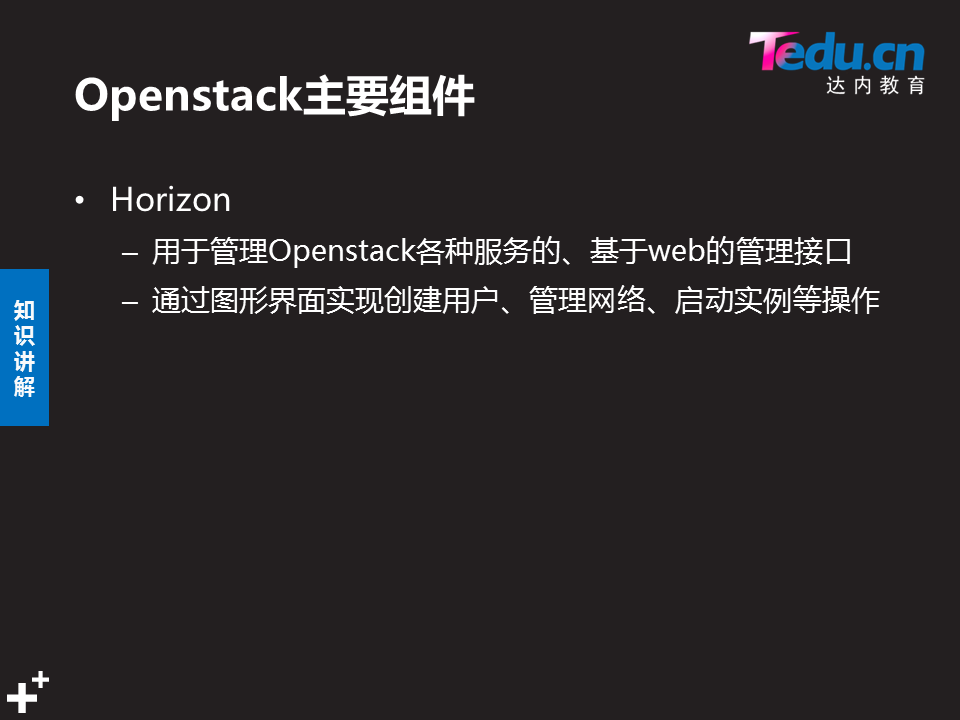 Tedu.cn
达内教育
Openstack主要组件
• Horizon
– 用于管理Openstack各种服务的、基于web的管理接口
– 通过图形界面实现创建用户、管理网络、启动实例等操作
知
识
讲
解